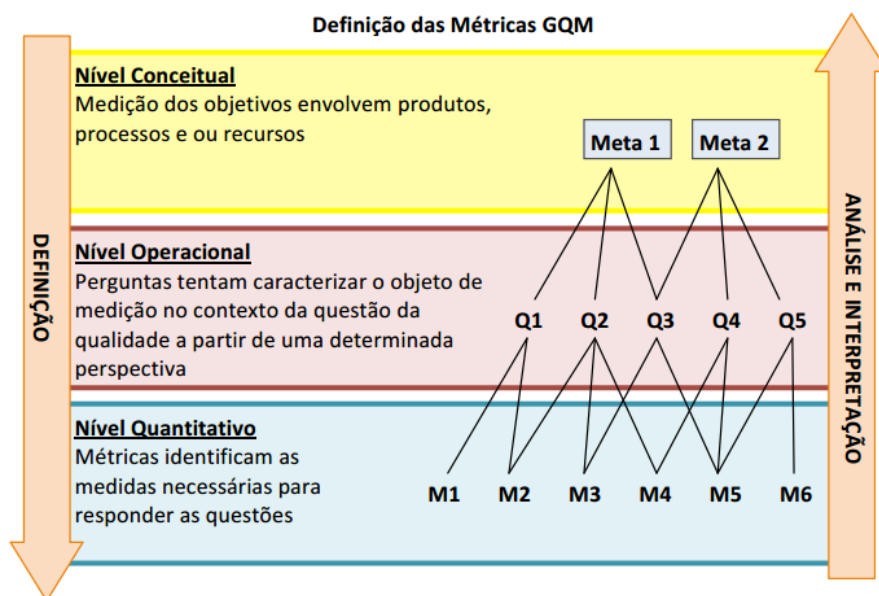 Definição das Métricas GQM
Nível Conceitual
Medição dos objetivos envolvem produtos,
processos e ou recursos
Meta 1
Meta 2
Nível Operacional
Perguntas tentam caracterizar o objeto de
medição no contexto da questão da
qualidade a partir de uma determinada
perspectiva
Q1 Q2 Q3 Q4 Q5
Nível Quantitativo
Métricas identificam as
medidas necessárias para
responder as questões
M1 M2 M3 M4 M5 M6
DEFINIÇÃO
ANÁLISE E INTERPRETAÇÃO